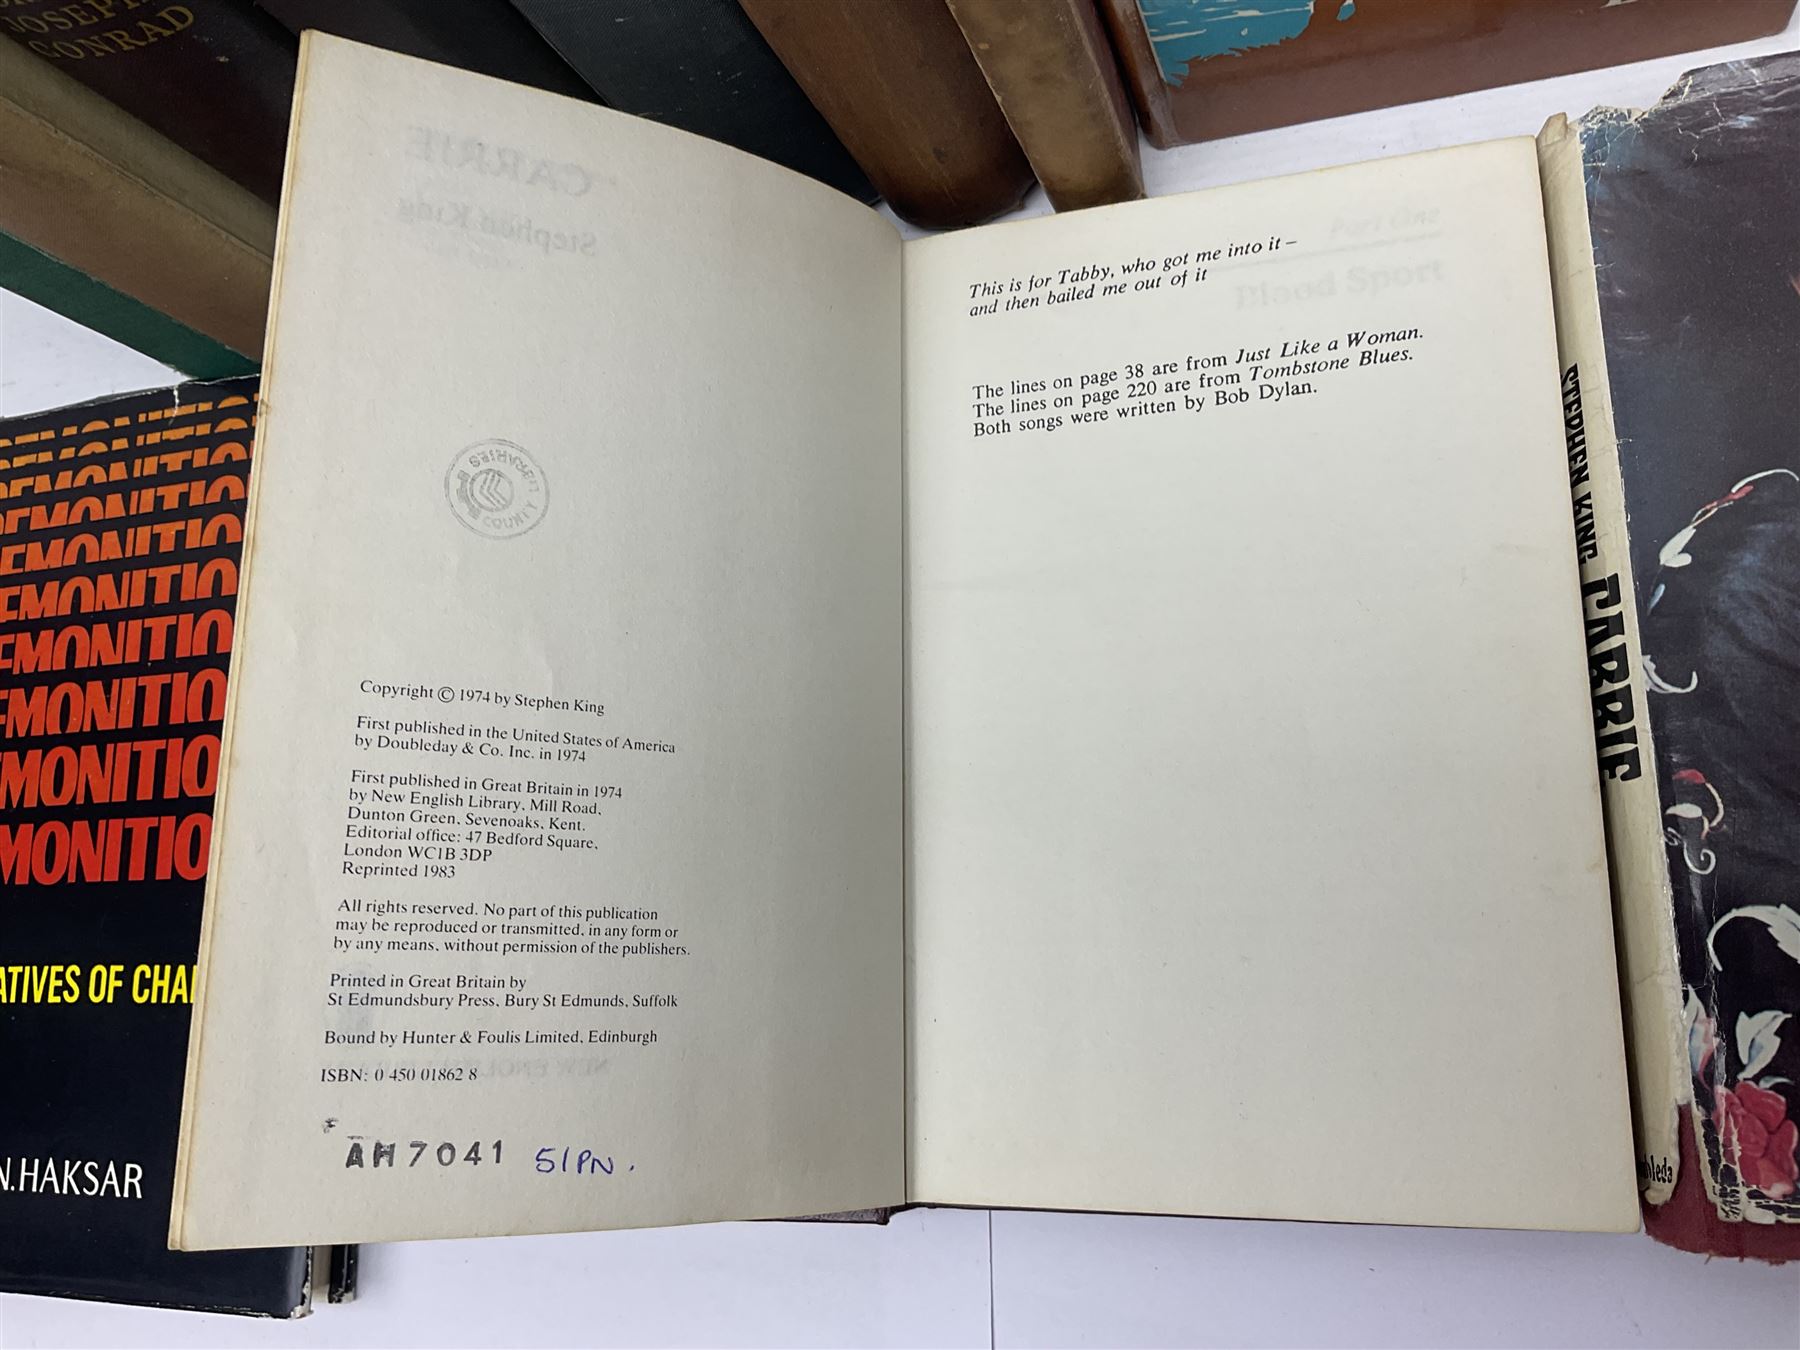 JOSEPH
CONRAD
CARRIE
Stephen King
LIBRARIES
COUNTY
Copyright © 1974 by Stephen King
First published in the United States of America
by Doubleday & Co. Inc. in 1974
First published in Great Britain in 1974
by New English Library, Mill Road,
Dunton Green, Sevenoaks, Kent.
Editorial office: 47 Bedford Square,
London WC1B 3DP
Reprinted 1983
All rights reserved. No part of this publication
may be reproduced or transmitted, in any form or
by any means, without permission of the publishers.
Printed in Great Britain by
St Edmundsbury Press, Bury St Edmunds, Suffolk
Bound by Hunter & Foulis Limited, Edinburgh
ISBN: 0 450 01862 8
AH7041 51PN.
This is for Tabby, who got me into it –
and then bailed me out of it
Part One
Blood Sport
The lines on page 38 are from Just Like a Woman.
The lines on page 220 are from Tombstone Blues.
Both songs were written by Bob Dylan.
STEPHEN KING CARRIE
EMONITIO
EMONITIO
EMONITIO
EMONITIO
MONITIO
MONITIO
ATIVES OF CHA
N.HAKSAR